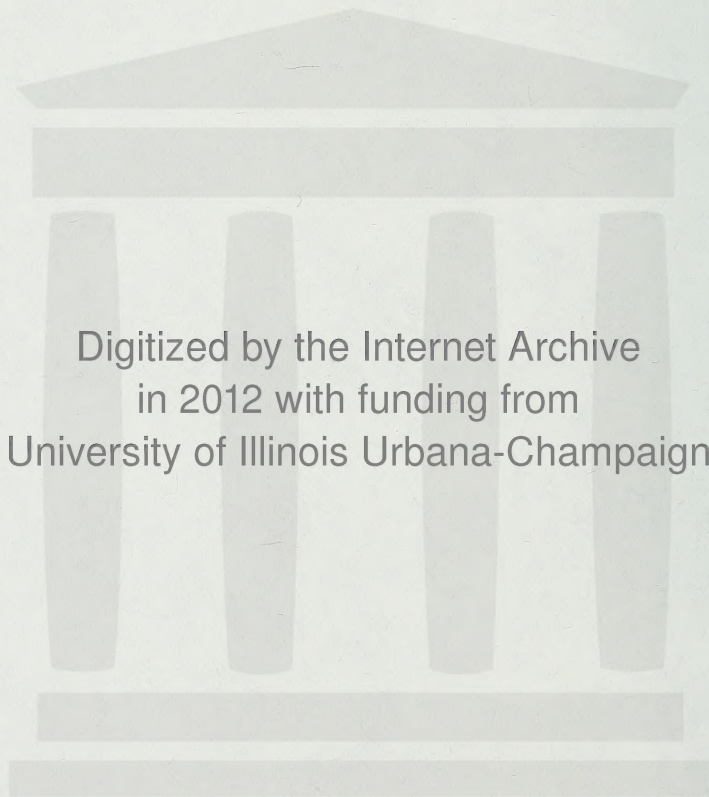 Digitized by the Internet Archive
in 2012 with funding from
University of Illinois Urbana-Champaign